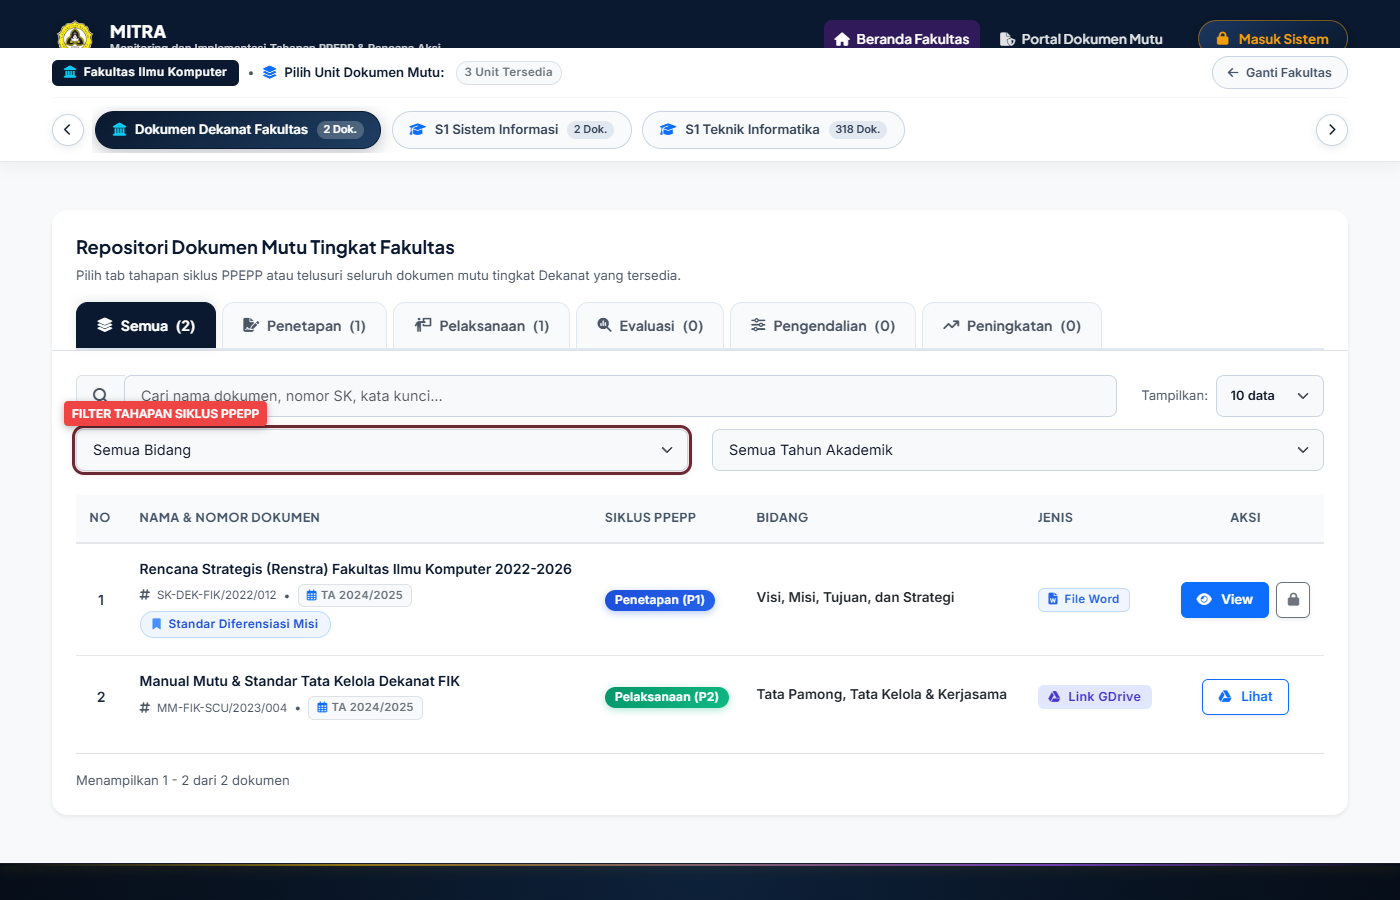 MITRA
Monitoring dan Implementasi Tahapan PPEPP & Rencana Aksi
Beranda Fakultas
Portal Dokumen Mutu
Masuk Sistem
Fakultas Ilmu Komputer
• Pilih Unit Dokumen Mutu:
3 Unit Tersedia
Ganti Fakultas
Dokumen Dekanat Fakultas 2 Dok.
S1 Sistem Informasi 2 Dok.
S1 Teknik Informatika 318 Dok.
Repositori Dokumen Mutu Tingkat Fakultas
Pilih tab tahapan siklus PPEPP atau telusuri seluruh dokumen mutu tingkat Dekanat yang tersedia.
Semua (2)
Penetapan (1)
Pelaksanaan (1)
Evaluasi (0)
Pengendalian (0)
Peningkatan (0)
Cari nama dokumen, nomor SK, kata kunci...
Tampilkan:
10 data
FILTER TAHAPAN SIKLUS PPEPP
Semua Bidang
Semua Tahun Akademik
NO NAMA & NOMOR DOKUMEN SIKLUS PPEPP BIDANG JENIS AKSI
1
Rencana Strategis (Renstra) Fakultas Ilmu Komputer 2022-2026
# SK-DEK-FIK/2022/012 • TA 2024/2025
Standar Diferensiasi Misi
Penetapan (P1)
Visi, Misi, Tujuan, dan Strategi
File Word
View
2
Manual Mutu & Standar Tata Kelola Dekanat FIK
# MM-FIK-SCU/2023/004 • TA 2024/2025
Pelaksanaan (P2)
Tata Pamong, Tata Kelola & Kerjasama
Link GDrive
Lihat
Menampilkan 1 - 2 dari 2 dokumen